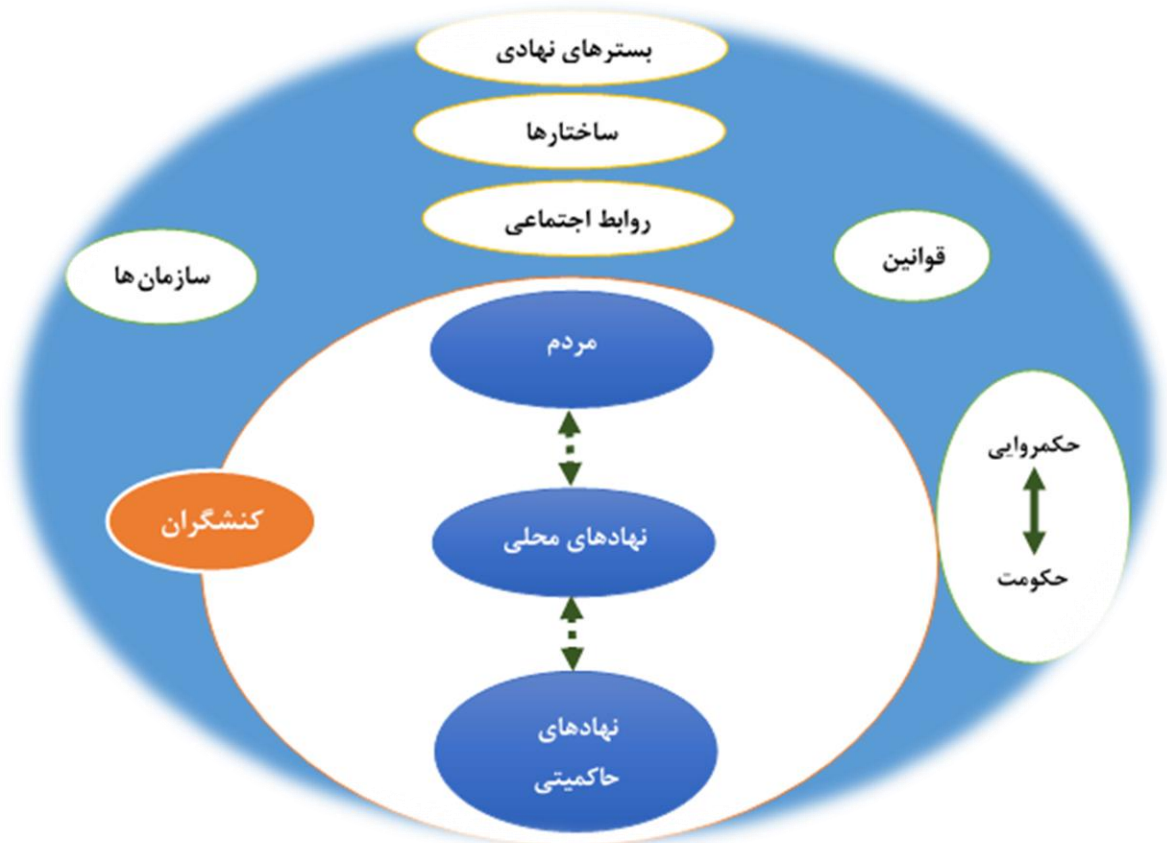 بسترهای نهادی
ساختارها
روابط اجتماعی
قوانین
سازمان‌ها
مردم
حکمروایی
کنشگران
نهادهای محلی
حکومت
نهادهای
حاکمیتی